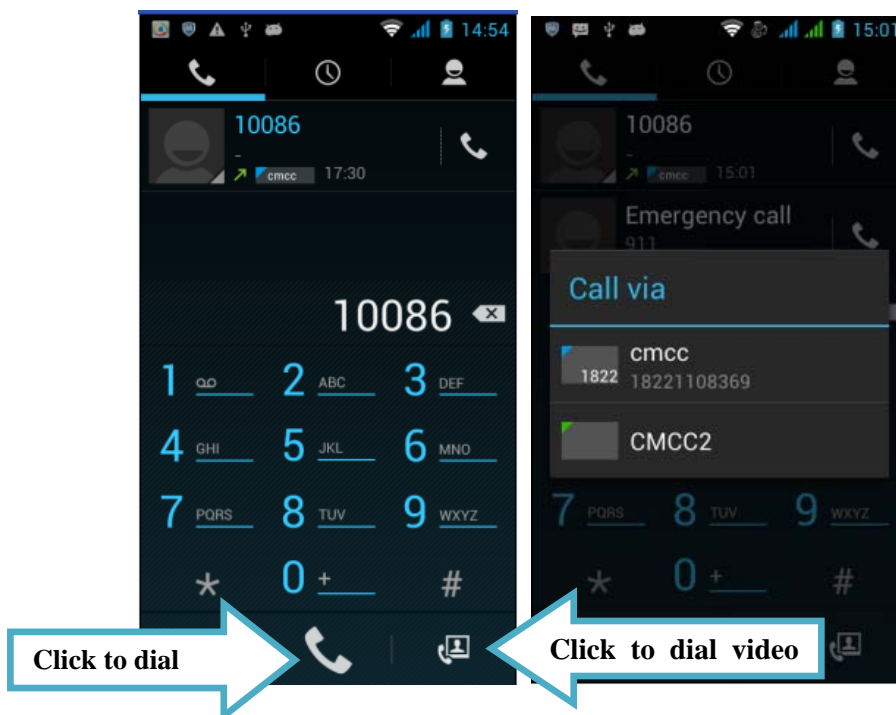 14:54
10086
-
cmcc 17:30
10086
1 2 ABC 3 DEF
4 GHI 5 JKL 6 MNO
7 PQRS 8 TUV 9 WXYZ
* 0 + #
Click to dial
15:01
10086
-
cmcc 15:01
Emergency call
911
Call via
cmcc
1822 18221108369
CMCC2
7 PQRS 8 TUV 9 WXYZ
* 0 + #
Click to dial video